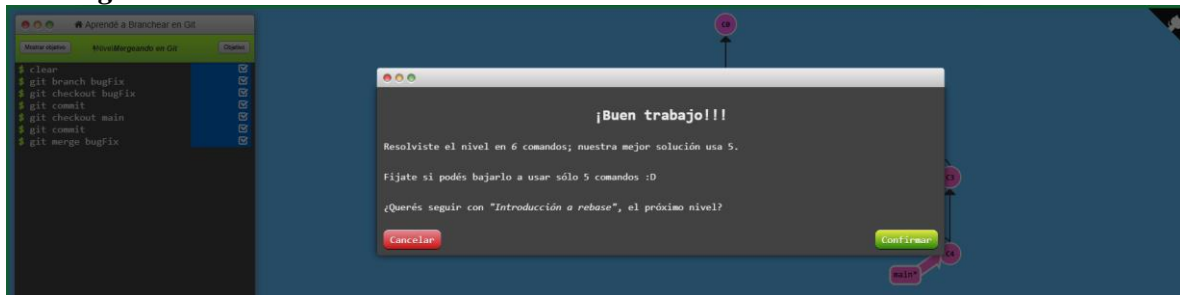 Aprendé a Branchear en Git
Mostrar objetivo
Nivel Mergeando en Git
Objetivo
$ clear
$ git branch bugFix
$ git checkout bugFix
$ git commit
$ git checkout main
$ git commit
$ git merge bugFix
C0
¡Buen trabajo!!!
Resolviste el nivel en 6 comandos; nuestra mejor solución usa 5.
Fijate si podés bajarlo a usar sólo 5 comandos :D
¿Querés seguir con "Introducción a rebase", el próximo nivel?
Cancelar
Confirmar
C3
C4
main*